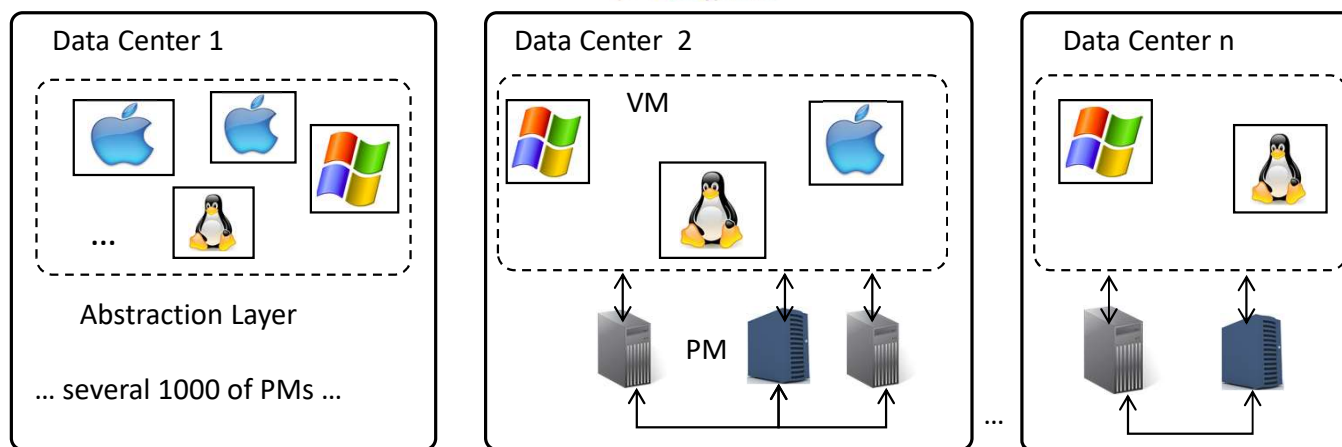 Data Center 1
...
Abstraction Layer
... several 1000 of PMs ...
Data Center  2
VM
PM
...
Data Center n